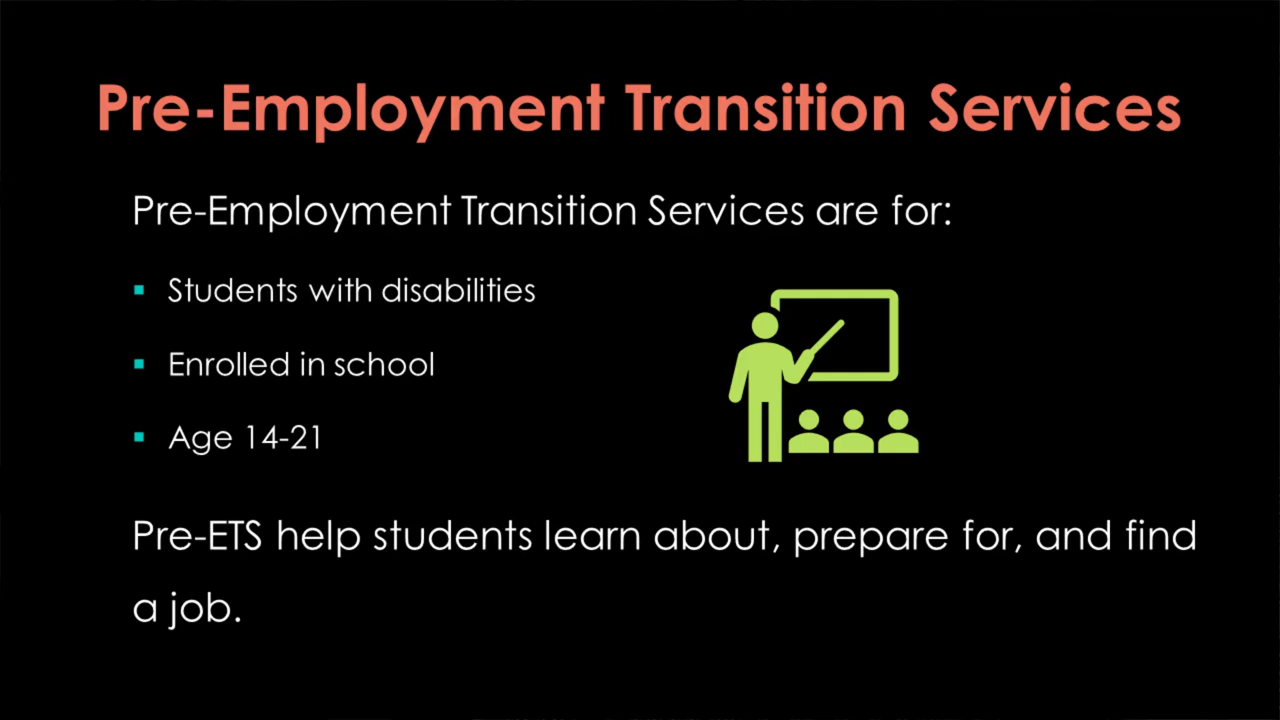 Pre-Employment Transition Services
Pre-Employment Transition Services are for:
▪ Students with disabilities
▪ Enrolled in school
▪ Age 14-21
Pre-ETS help students learn about, prepare for, and find
a job.